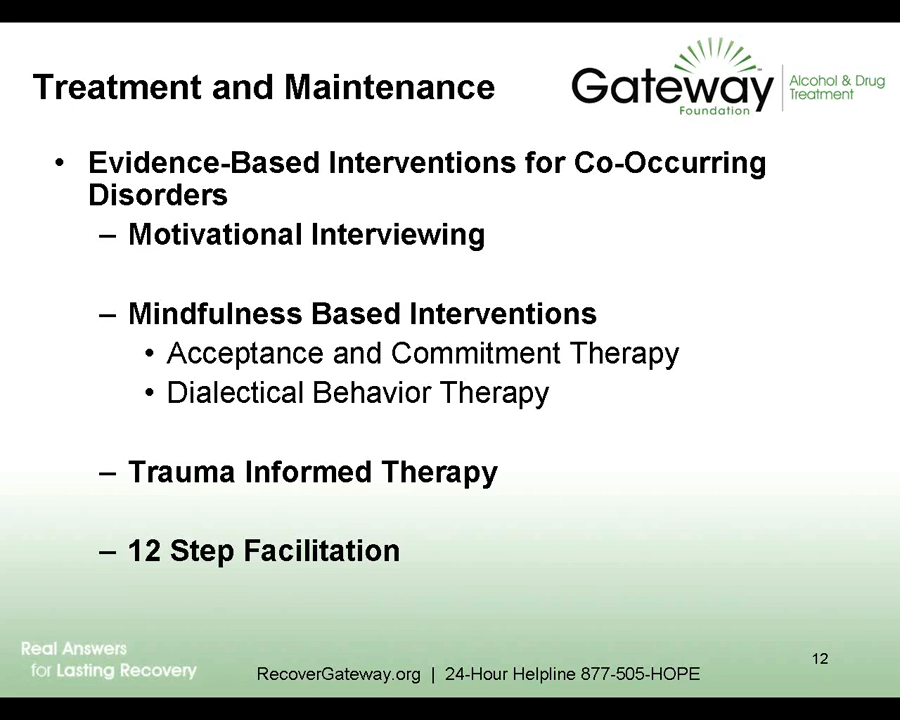 Treatment and Maintenance
Gateway
Foundation
Alcohol & Drug
Treatment
• Evidence-Based Interventions for Co-Occurring
Disorders
– Motivational Interviewing
– Mindfulness Based Interventions
• Acceptance and Commitment Therapy
• Dialectical Behavior Therapy
– Trauma Informed Therapy
– 12 Step Facilitation
Real Answers
for Lasting Recovery
RecoverGateway.org | 24-Hour Helpline 877-505-HOPE
12